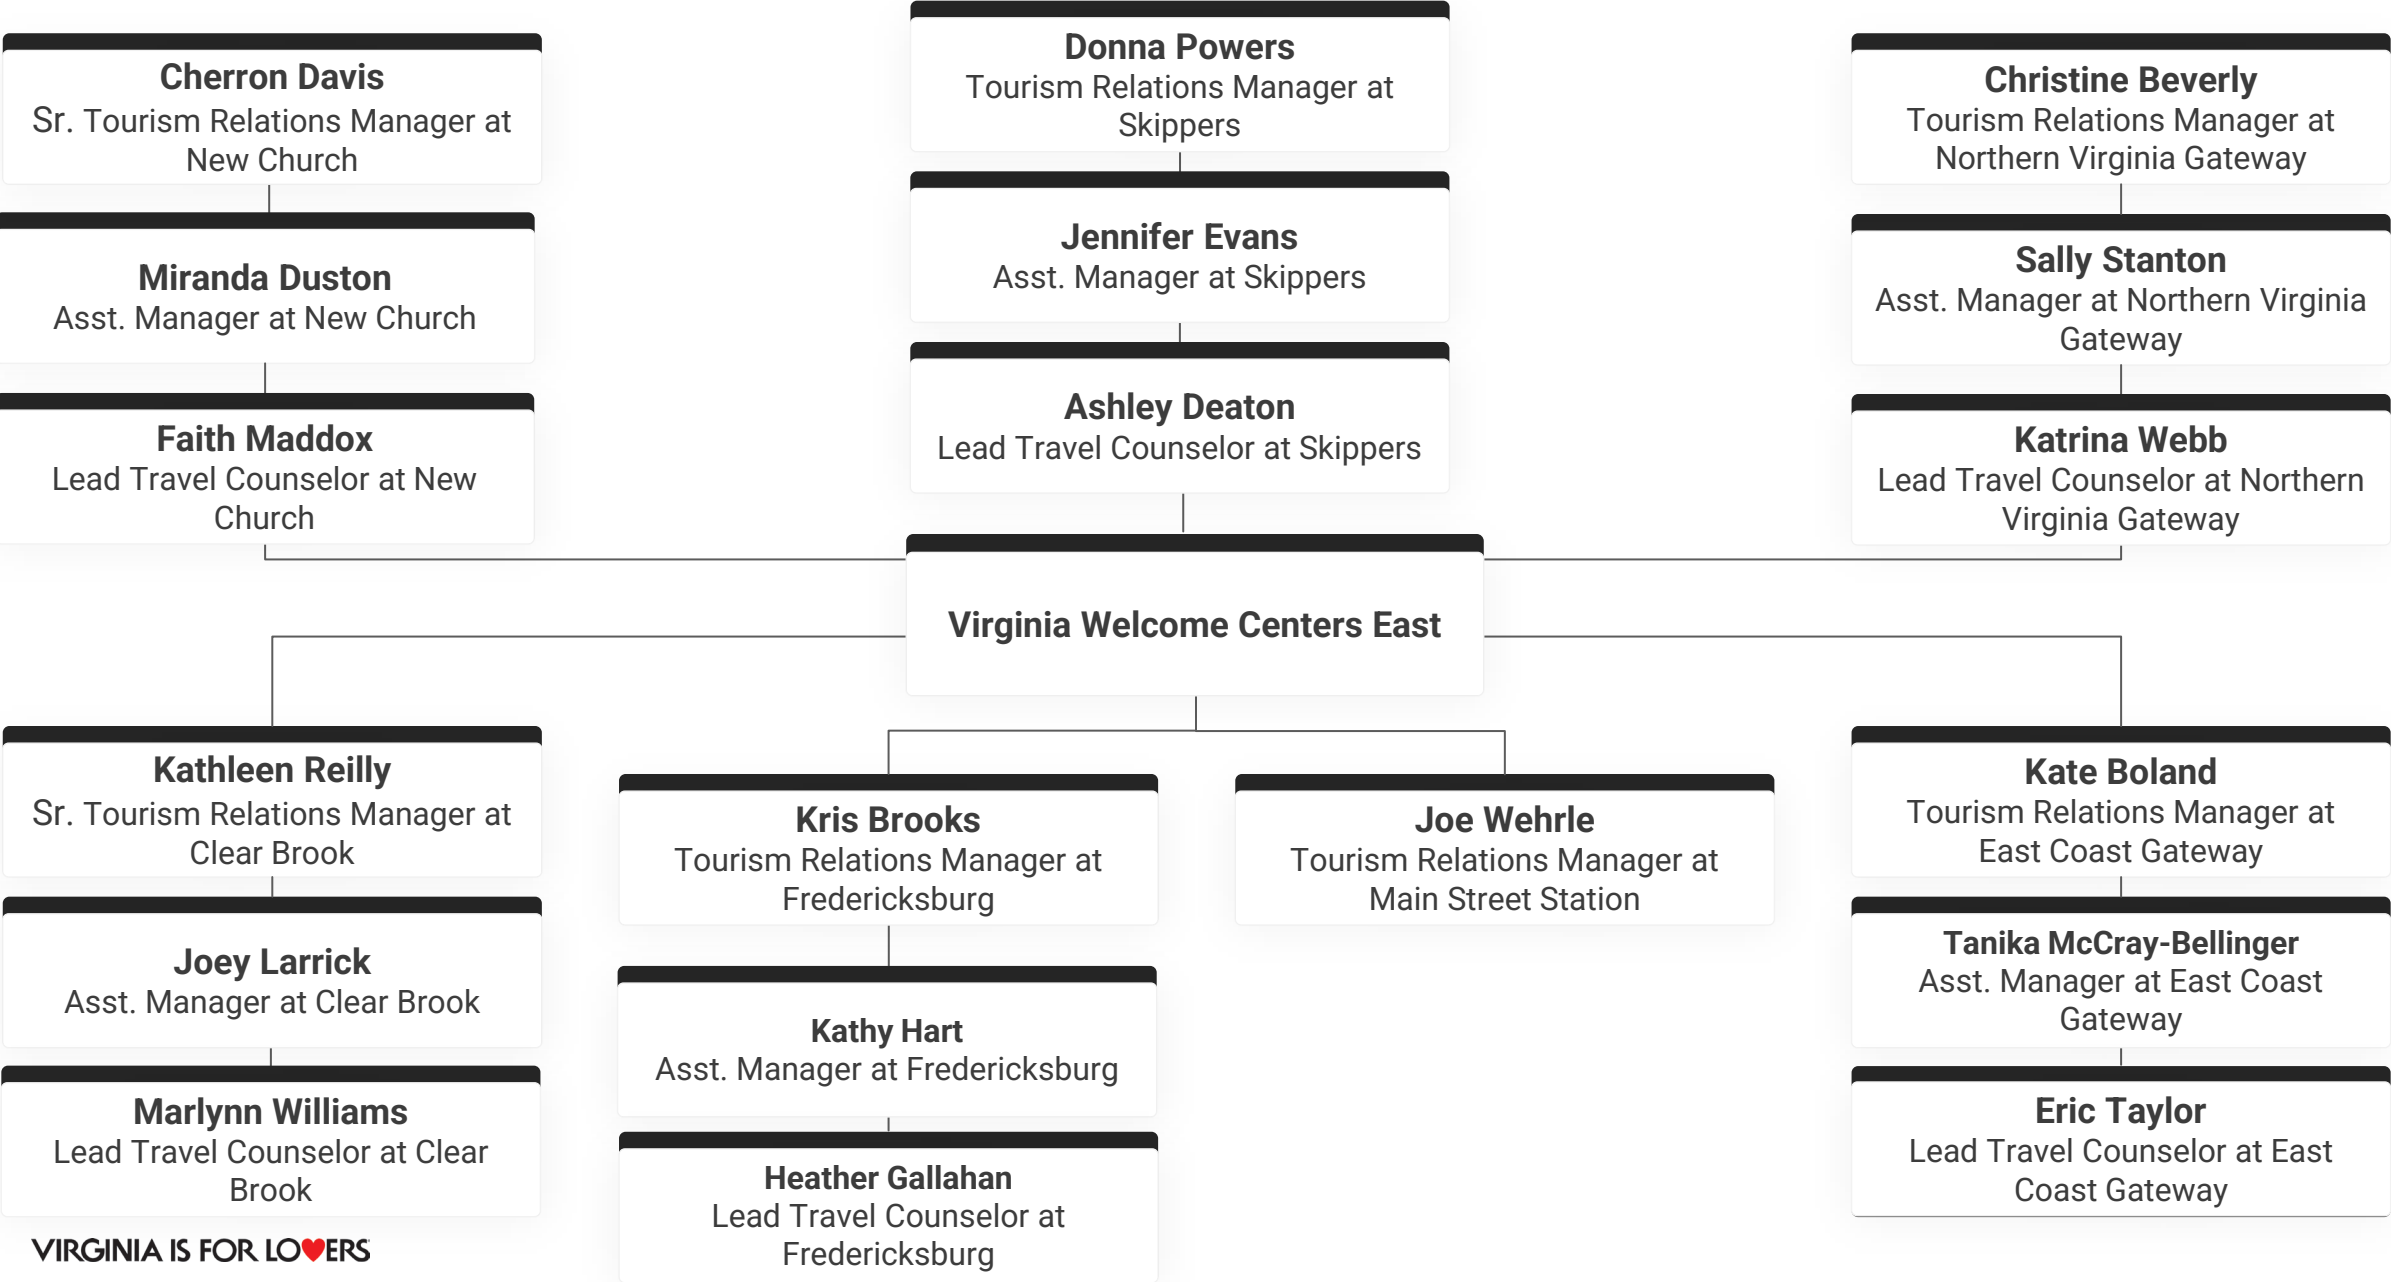 Cherron Davis
Sr. Tourism Relations Manager at
New Church
Miranda Duston
Asst. Manager at New Church
Faith Maddox
Lead Travel Counselor at New
Church
Donna Powers
Tourism Relations Manager at
Skippers
Jennifer Evans
Asst. Manager at Skippers
Ashley Deaton
Lead Travel Counselor at Skippers
Christine Beverly
Tourism Relations Manager at
Northern Virginia Gateway
Sally Stanton
Asst. Manager at Northern Virginia
Gateway
Katrina Webb
Lead Travel Counselor at Northern
Virginia Gateway
Virginia Welcome Centers East
Kathleen Reilly
Sr. Tourism Relations Manager at
Clear Brook
Joey Larrick
Asst. Manager at Clear Brook
Marlynn Williams
Lead Travel Counselor at Clear
Brook
Kris Brooks
Tourism Relations Manager at
Fredericksburg
Kathy Hart
Asst. Manager at Fredericksburg
Heather Gallahan
Lead Travel Counselor at
Fredericksburg
Joe Wehrle
Tourism Relations Manager at
Main Street Station
Kate Boland
Tourism Relations Manager at
East Coast Gateway
Tanika McCray-Bellinger
Asst. Manager at East Coast
Gateway
Eric Taylor
Lead Travel Counselor at East
Coast Gateway
VIRGINIA IS FOR LO♥ERS